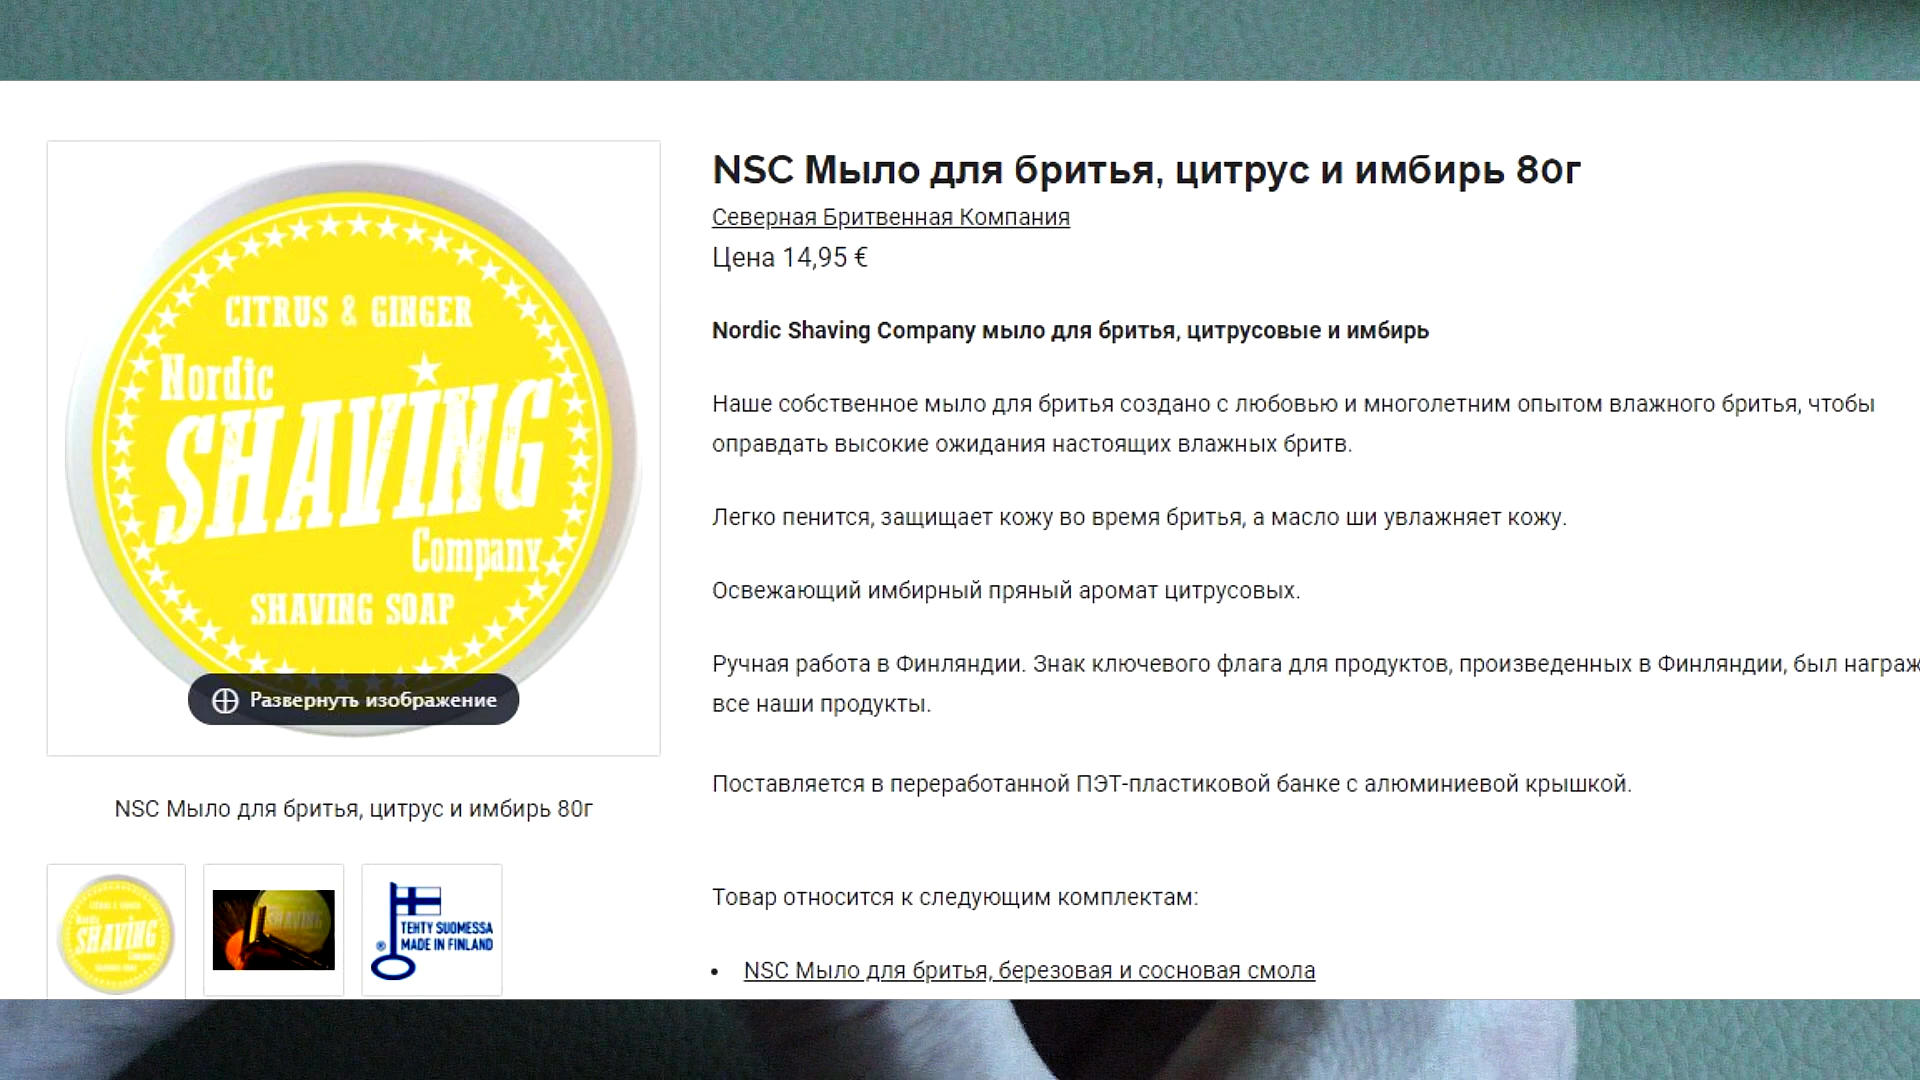 CITRUS & GINGER
Nordic
SHAVING
Company
SHAVING SOAP
Развернуть изображение
NSC Мыло для бритья, цитрус и имбирь 80г
SHAVING
TEHTY SUOMESSA
® MADE IN FINLAND
NSC Мыло для бритья, цитрус и имбирь 80г
Северная Бритвенная Компания
Цена 14,95 €
Nordic Shaving Company мыло для бритья, цитрусовые и имбирь
Наше собственное мыло для бритья создано с любовью и многолетним опытом влажного бритья, чтобы
оправдать высокие ожидания настоящих влажных бритв.
Легко пенится, защищает кожу во время бритья, а масло ши увлажняет кожу.
Освежающий имбирный пряный аромат цитрусовых.
Ручная работа в Финляндии. Знак ключевого флага для продуктов, произведенных в Финляндии, был награж
все наши продукты.
Поставляется в переработанной ПЭТ-пластиковой банке с алюминиевой крышкой.
Товар относится к следующим комплектам:
• NSC Мыло для бритья, березовая и сосновая смола